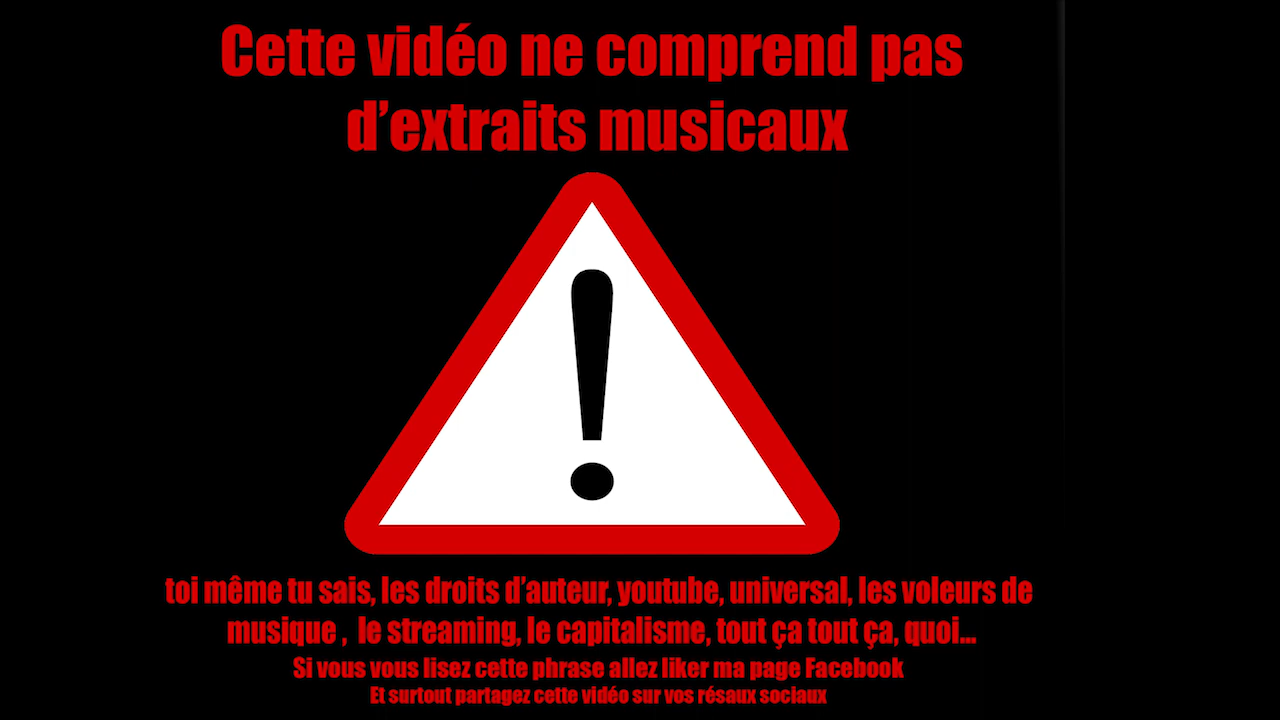 Cette vidéo ne comprend pas
d'extraits musicaux
toi même tu sais, les droits d'auteur, youtube, universal, les voleurs de
musique , le streaming, le capitalisme, tout ça tout ça, quoi...
Si vous vous lisez cette phrase allez liker ma page Facebook
Et surtout partagez cette vidéo sur vos résaux sociaux